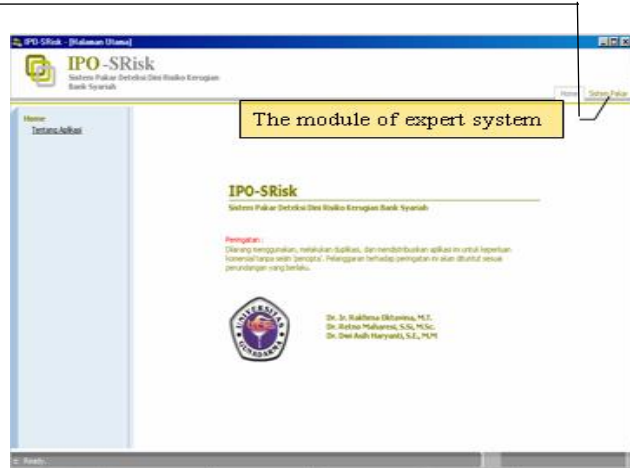 IPO-SRisk - [Halaman Utama]
IPO-SRisk
Sistem Pakar Deteksi Dini Risiko Kerugian
Bank Syariah
Home
Sistem Pakar
Home
Tentang Aplikasi
The module of expert system
IPO-SRisk
Sistem Pakar Deteksi Dini Risiko Kerugian Bank Syariah
Peringatan :
Dilarang menggunakan, melakukan duplikasi, dan mendistribusikan aplikasi ini untuk keperluan
komersial tanpa seizin 'pencipta'. Pelanggaran terhadap peringatan ini akan dituntut sesuai
perundangan yang berlaku.
UNIVERSITAS
GUNADARMA
Dr. Ir. Rakhma Oktavina, M.T.
Dr. Retno Maharesi, S.Si, M.Sc.
Dr. Dwi Asih Haryanti, S.E., M.M
Ready.